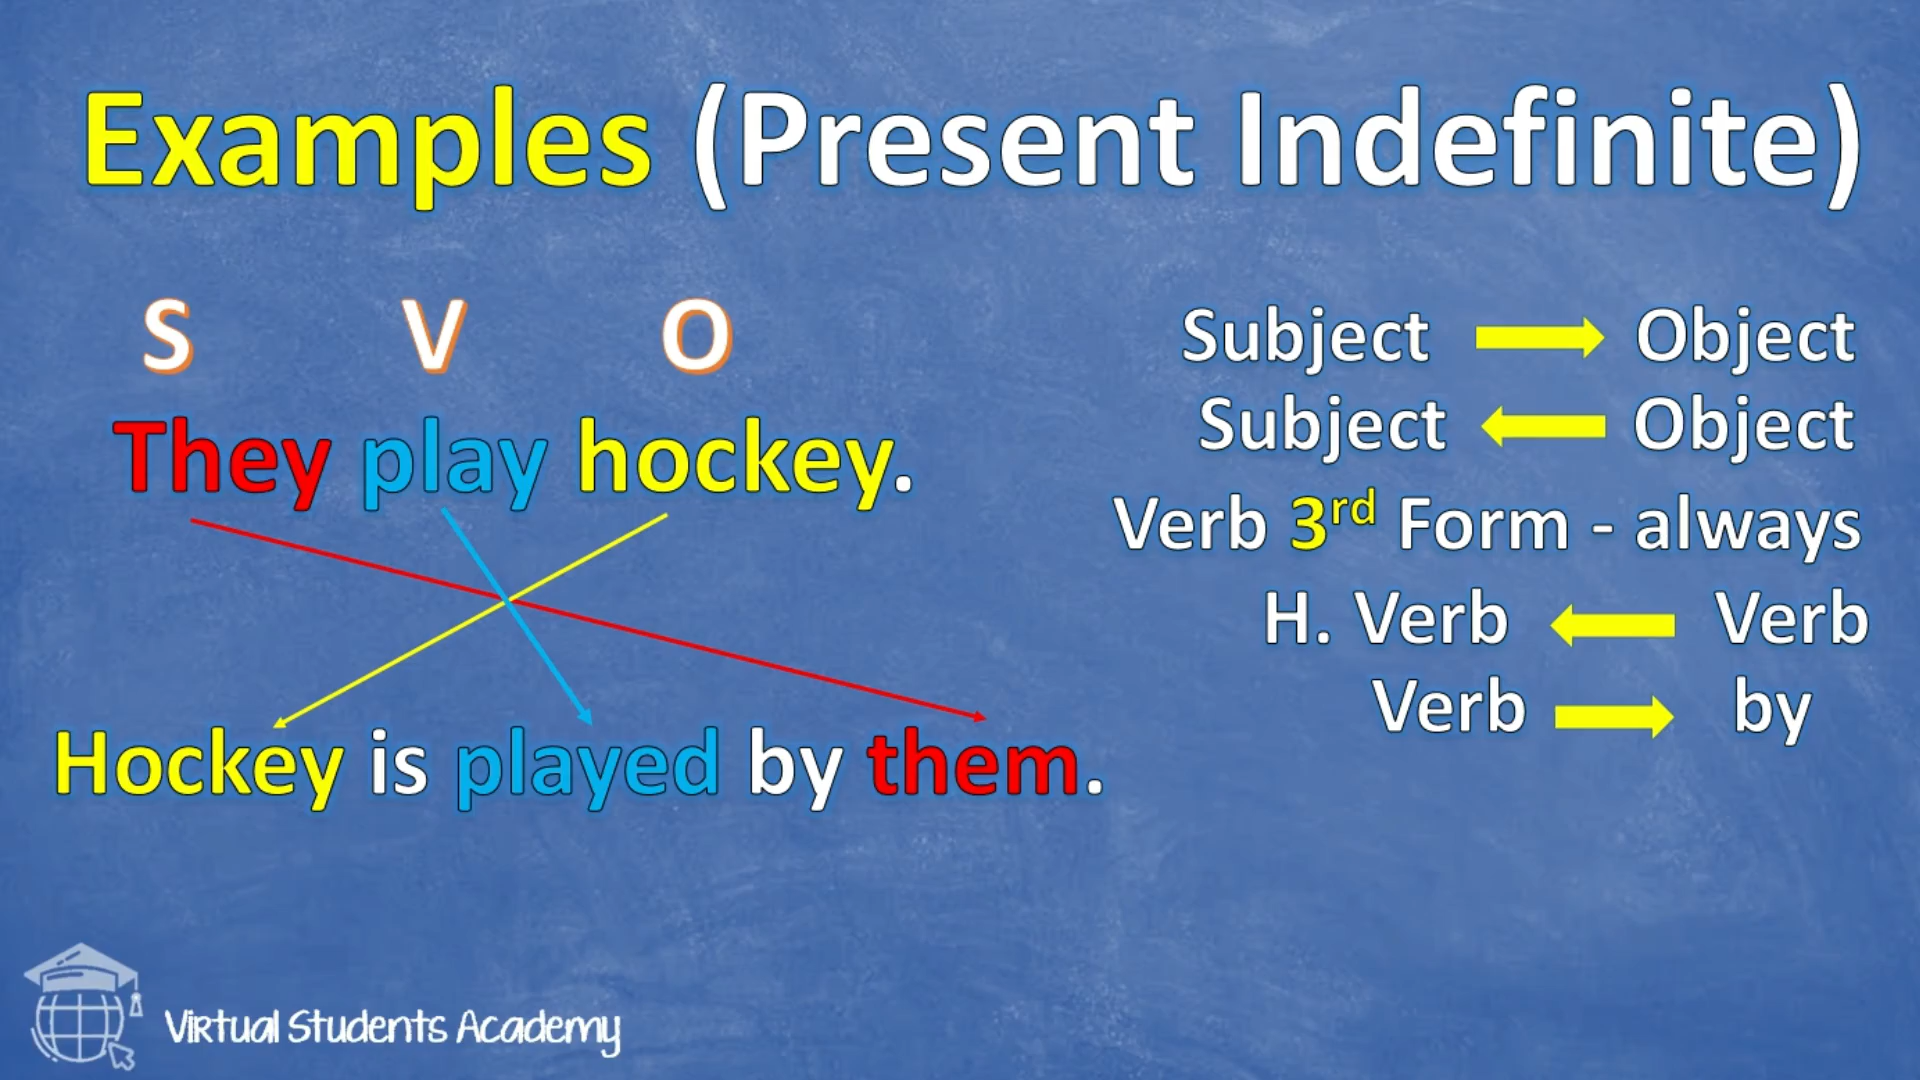 Examples (Present Indefinite)
S V O
They play hockey.
Hockey is played by them.
Subject Object
Subject Object
Verb 3rd Form - always
H. Verb Verb
Verb by
Virtual Students Academy